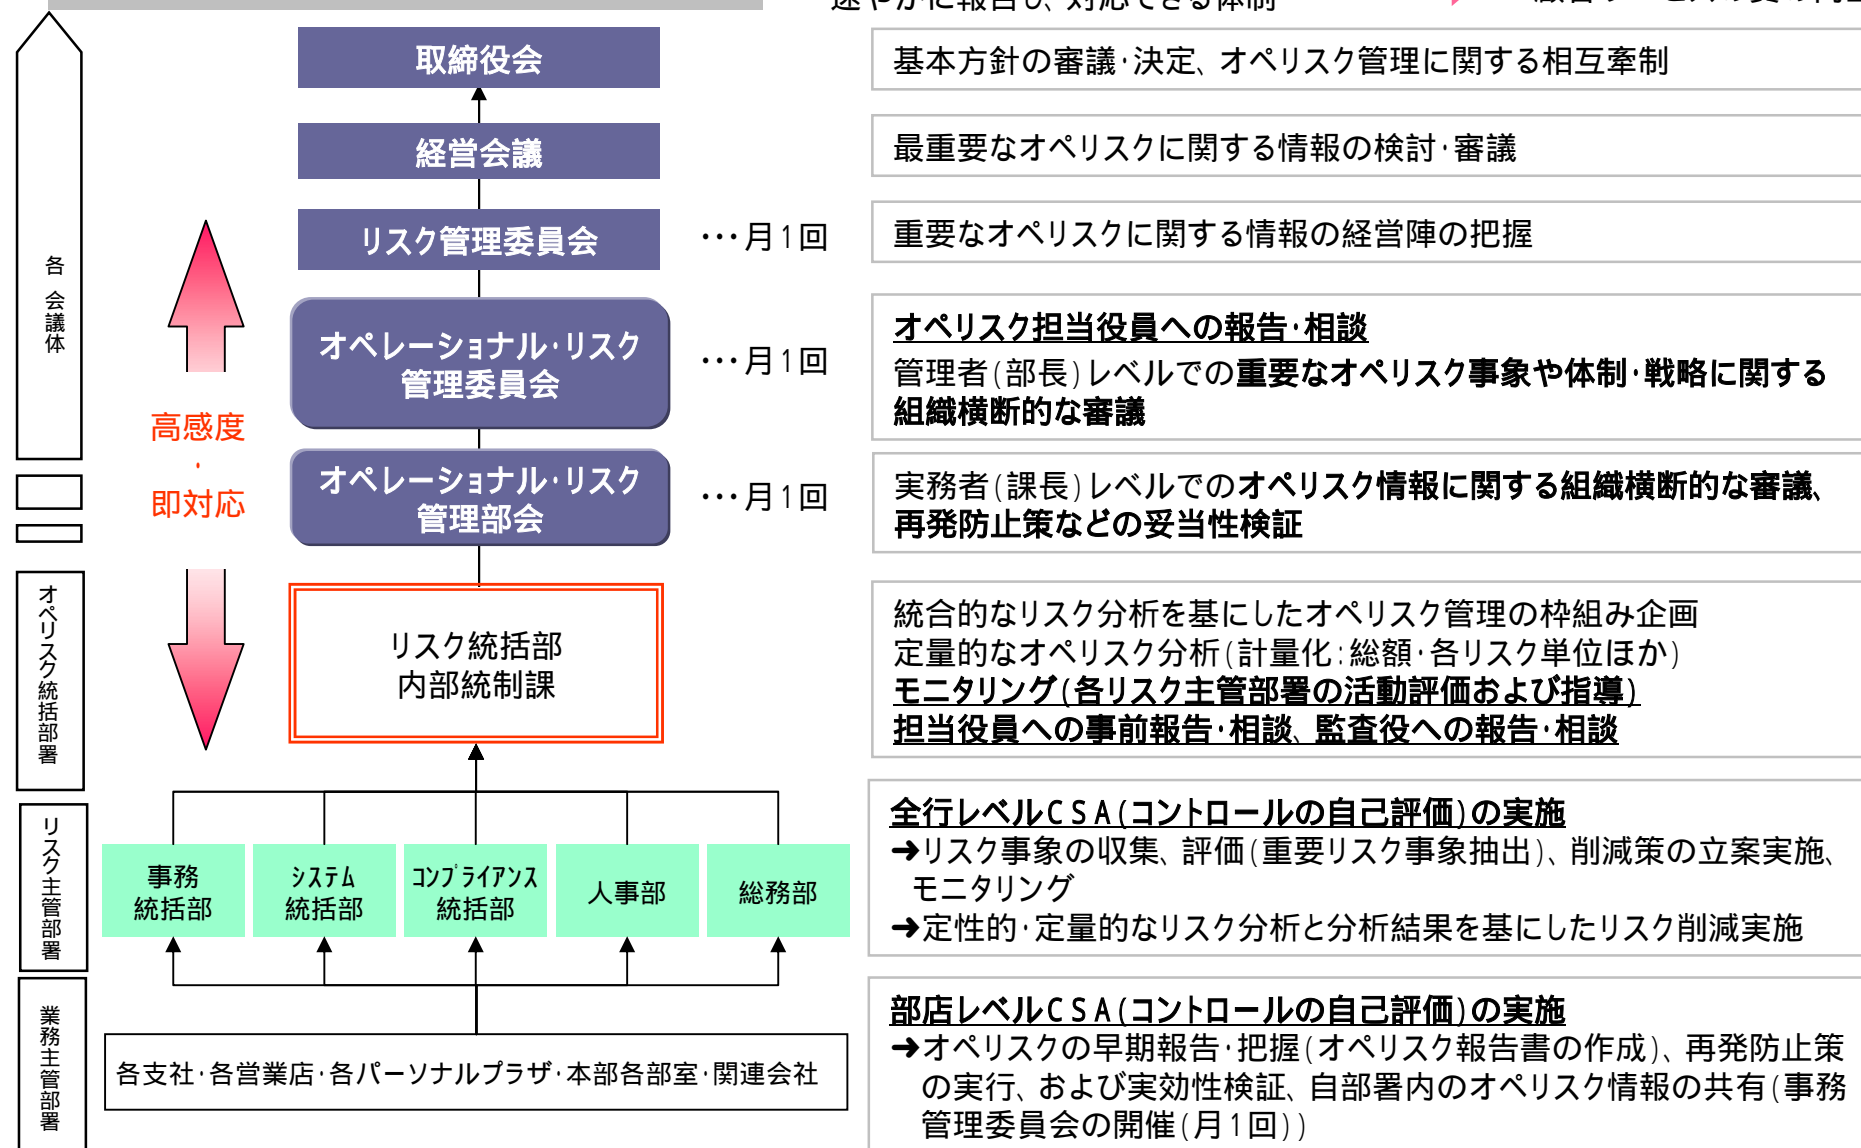 取締役会
基本方針の審議・決定、オペリスク管理に関する相互牽制
経営会議
最重要なオペリスクに関する情報の検討・審議
リスク管理委員会
･･･月1回
重要なオペリスクに関する情報の経営陣の把握
各 会議体
オペレーショナル・リスク
管理委員会
･･･月1回
オペリスク担当役員への報告・相談
管理者(部長)レベルでの重要なオペリスク事象や体制・戦略に関する
組織横断的な審議
高感度
・
即対応
オペレーショナル・リスク
管理部会
･･･月1回
実務者(課長)レベルでのオペリスク情報に関する組織横断的な審議、
再発防止策などの妥当性検証
オペリスク統括部署
リスク統括部
内部統制課
統合的なリスク分析を基にしたオペリスク管理の枠組み企画
定量的なオペリスク分析(計量化:総額・各リスク単位ほか)
モニタリング(各リスク主管部署の活動評価および指導)
担当役員への事前報告・相談、監査役への報告・相談
リスク主管部署
事務
統括部
システム
統括部
コンプライアンス
統括部
人事部
総務部
全行レベルCSA(コントロールの自己評価)の実施
➜リスク事象の収集、評価(重要リスク事象抽出)、削減策の立案実施、
モニタリング
➜定性的・定量的なリスク分析と分析結果を基にしたリスク削減実施
業務主管部署
各支社・各営業店・各パーソナルプラザ・本部各部室・関連会社
部店レベルCSA(コントロールの自己評価)の実施
➜オペリスクの早期報告・把握(オペリスク報告書の作成)、再発防止策
の実行、および実効性検証、自部署内のオペリスク情報の共有(事務
管理委員会の開催(月1回))